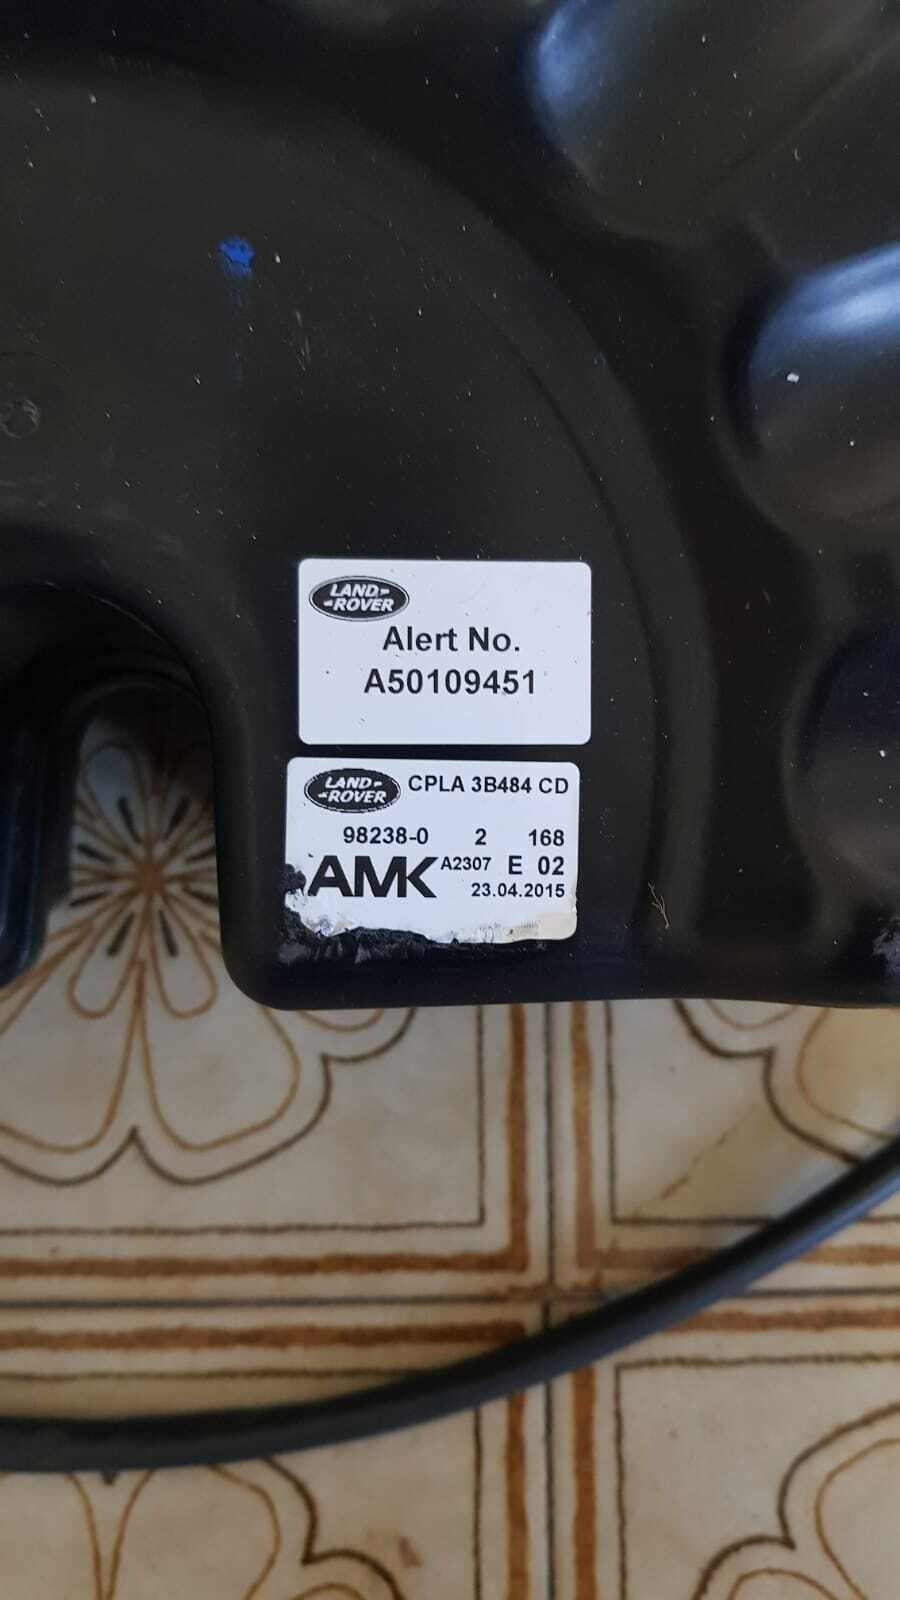 LAND-
-ROVER
Alert No.
A50109451
LAND-
-ROVER
CPLA 3B484 CD
98238-0 2 168
AMK A2307 E 02
23.04.2015